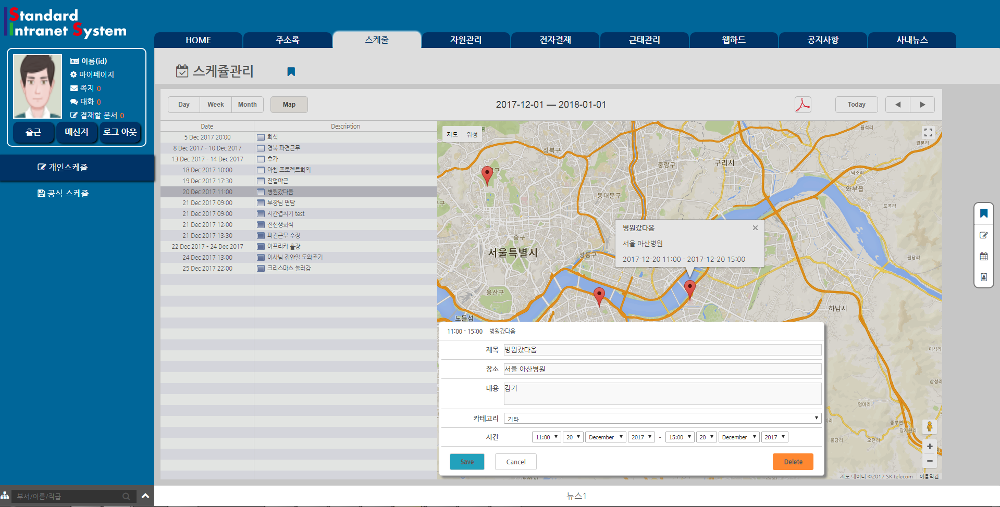 Standard
Intranet System
HOME
주소록
스케줄
자원관리
전자결재
근태관리
웹하드
공지사항
사내뉴스
이름(id)
마이페이지
쪽지 0
대화 0
결재할 문서 0
출근
메신저
로그 아웃
개인스케줄
공식 스케줄
스케쥴관리
Day
Week
Month
Map
2017-12-01 — 2018-01-01
Today
Date Description
5 Dec 2017 20:00 회식
8 Dec 2017 - 10 Dec 2017 경북 파견근무
13 Dec 2017 - 14 Dec 2017 휴가
18 Dec 2017 10:00 아침 프로젝트회의
19 Dec 2017 17:30 잔업야근
20 Dec 2017 11:00 병원갔다옴
21 Dec 2017 09:00 부장님 면담
21 Dec 2017 09:00 시간겹치기 test
21 Dec 2017 12:00 전선생회식
21 Dec 2017 13:30 파견근무 수정
22 Dec 2017 - 24 Dec 2017 아프리카 출장
24 Dec 2017 13:00 이사님 집안일 도와주기
25 Dec 2017 22:00 크리스마스 놀러감
지도
위성
성북구
중랑구
구리시
율석리
월문리
덕소리
와부읍
도곡리
동대문구
중구
서울특별시
성동구
팔당리
용산구
노들섬
하남시
이석리
삼성리
엄미리
중부면
광지원리
불당리
오전리
병원갔다옴
서울 아산병원
2017-12-20 11:00 - 2017-12-20 15:00
11:00 - 15:00 병원갔다옴
제목 병원갔다옴
장소 서울 아산병원
내용 감기
카테고리 기타
시간 11:00 20 December 2017 - 15:00 20 December 2017
Save
Cancel
Delete
지도 데이터 ©2017 SK telecom 이용약관
부서/이름/직급
뉴스1